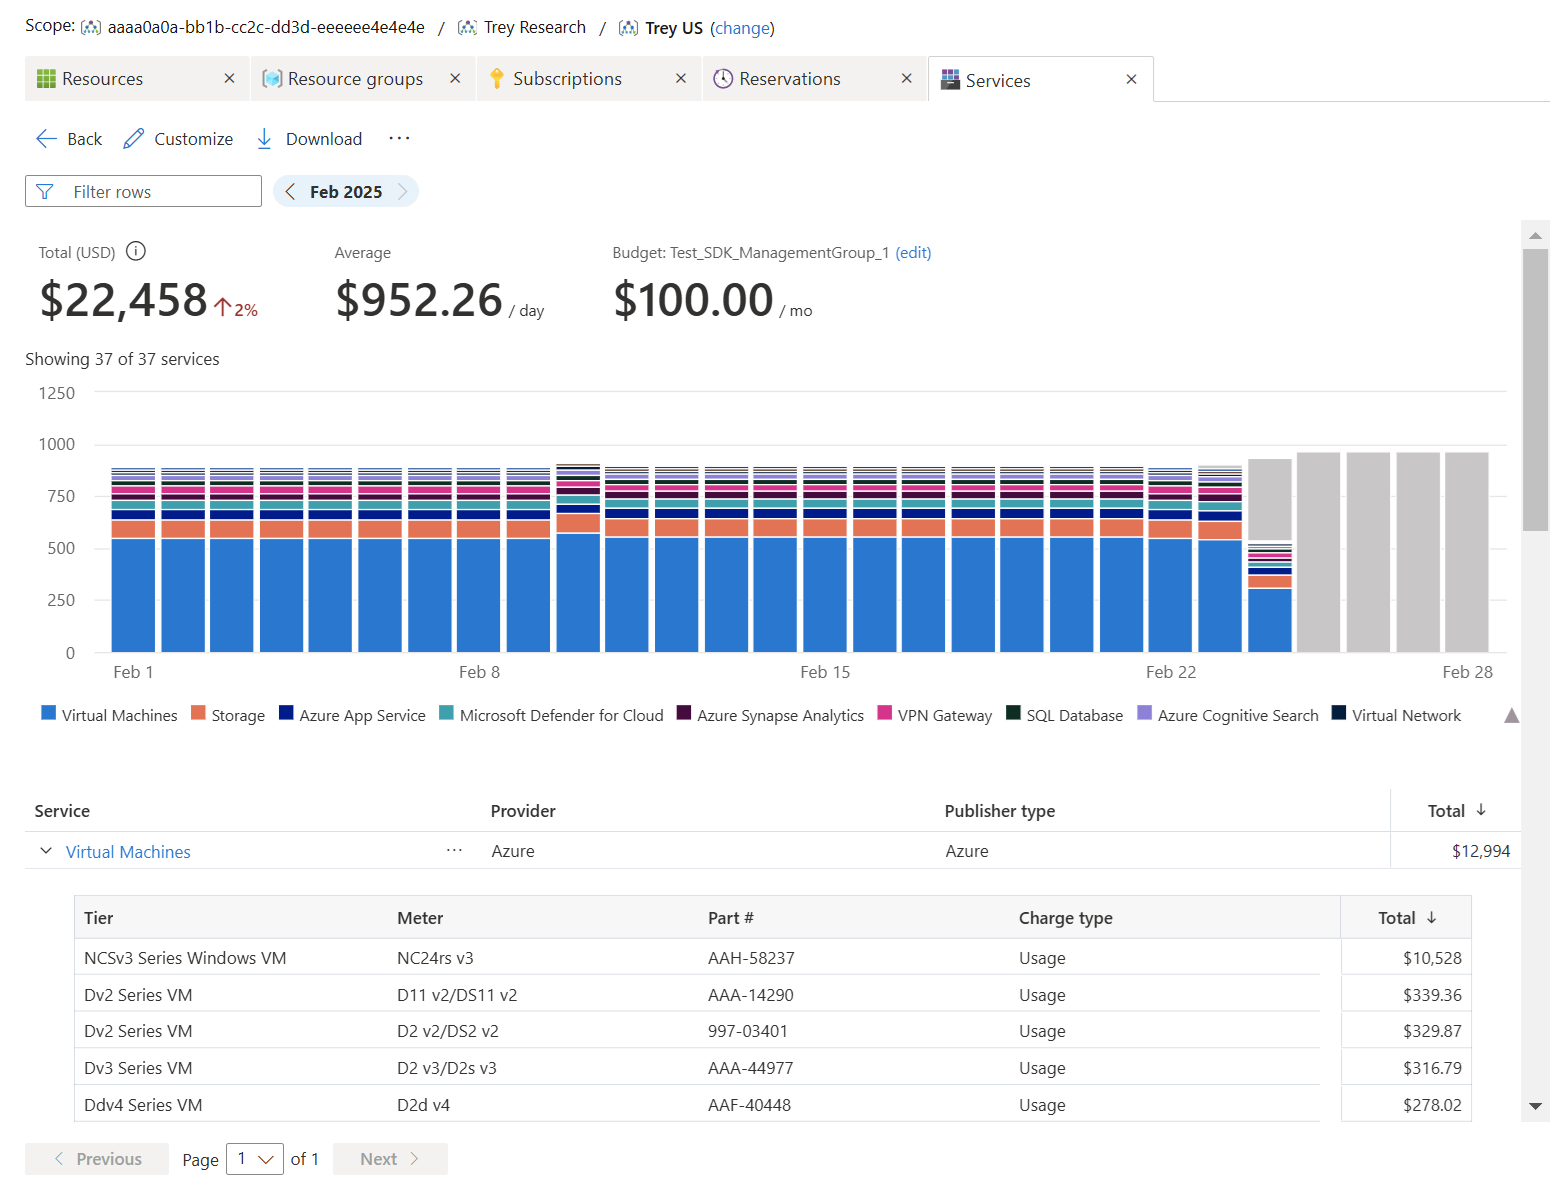 Scope: aaaa0a0a-bb1b-cc2c-dd3d-eeeeee4e4e4e / Trey Research / Trey US (change)
Resources Resource groups Subscriptions Reservations Services
Back Customize Download ···
Filter rows Feb 2025
Total (USD) Average Budget: Test_SDK_ManagementGroup_1 (edit)
$22,458 ↑2% $952.26 / day $100.00 / mo
Showing 37 of 37 services
1250
1000
750
500
250
0
Feb 1 Feb 8 Feb 15 Feb 22 Feb 28
Virtual Machines Storage Azure App Service Microsoft Defender for Cloud Azure Synapse Analytics VPN Gateway SQL Database Azure Cognitive Search Virtual Network
Service Provider Publisher type Total ↓
Virtual Machines ··· Azure Azure $12,994
Tier Meter Part # Charge type Total ↓
NCSv3 Series Windows VM NC24rs v3 AAH-58237 Usage $10,528
Dv2 Series VM D11 v2/DS11 v2 AAA-14290 Usage $339.36
Dv2 Series VM D2 v2/DS2 v2 997-03401 Usage $329.87
Dv3 Series VM D2 v3/D2s v3 AAA-44977 Usage $316.79
Ddv4 Series VM D2d v4 AAF-40448 Usage $278.02
Previous Page 1 of 1 Next